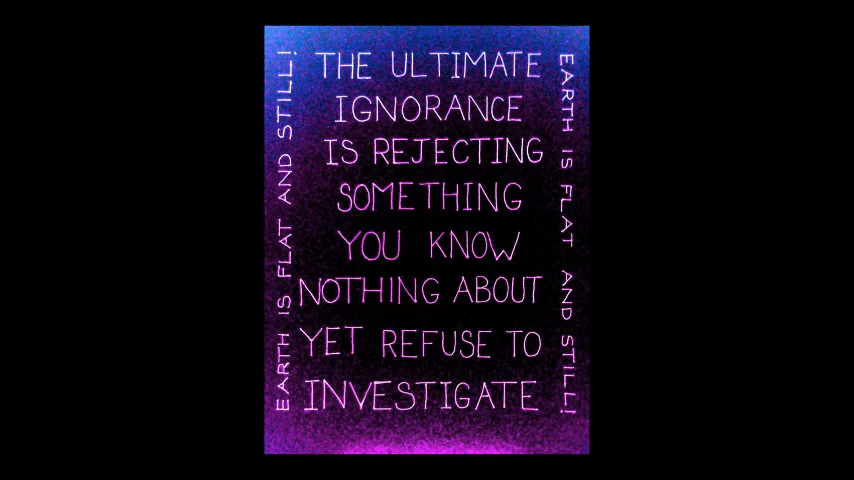 EARTH IS FLAT AND STILL!
THE ULTIMATE
IGNORANCE
IS REJECTING
SOMETHING
YOU KNOW
NOTHING ABOUT
YET REFUSE TO
INVESTIGATE
EARTH IS FLAT AND STILL!